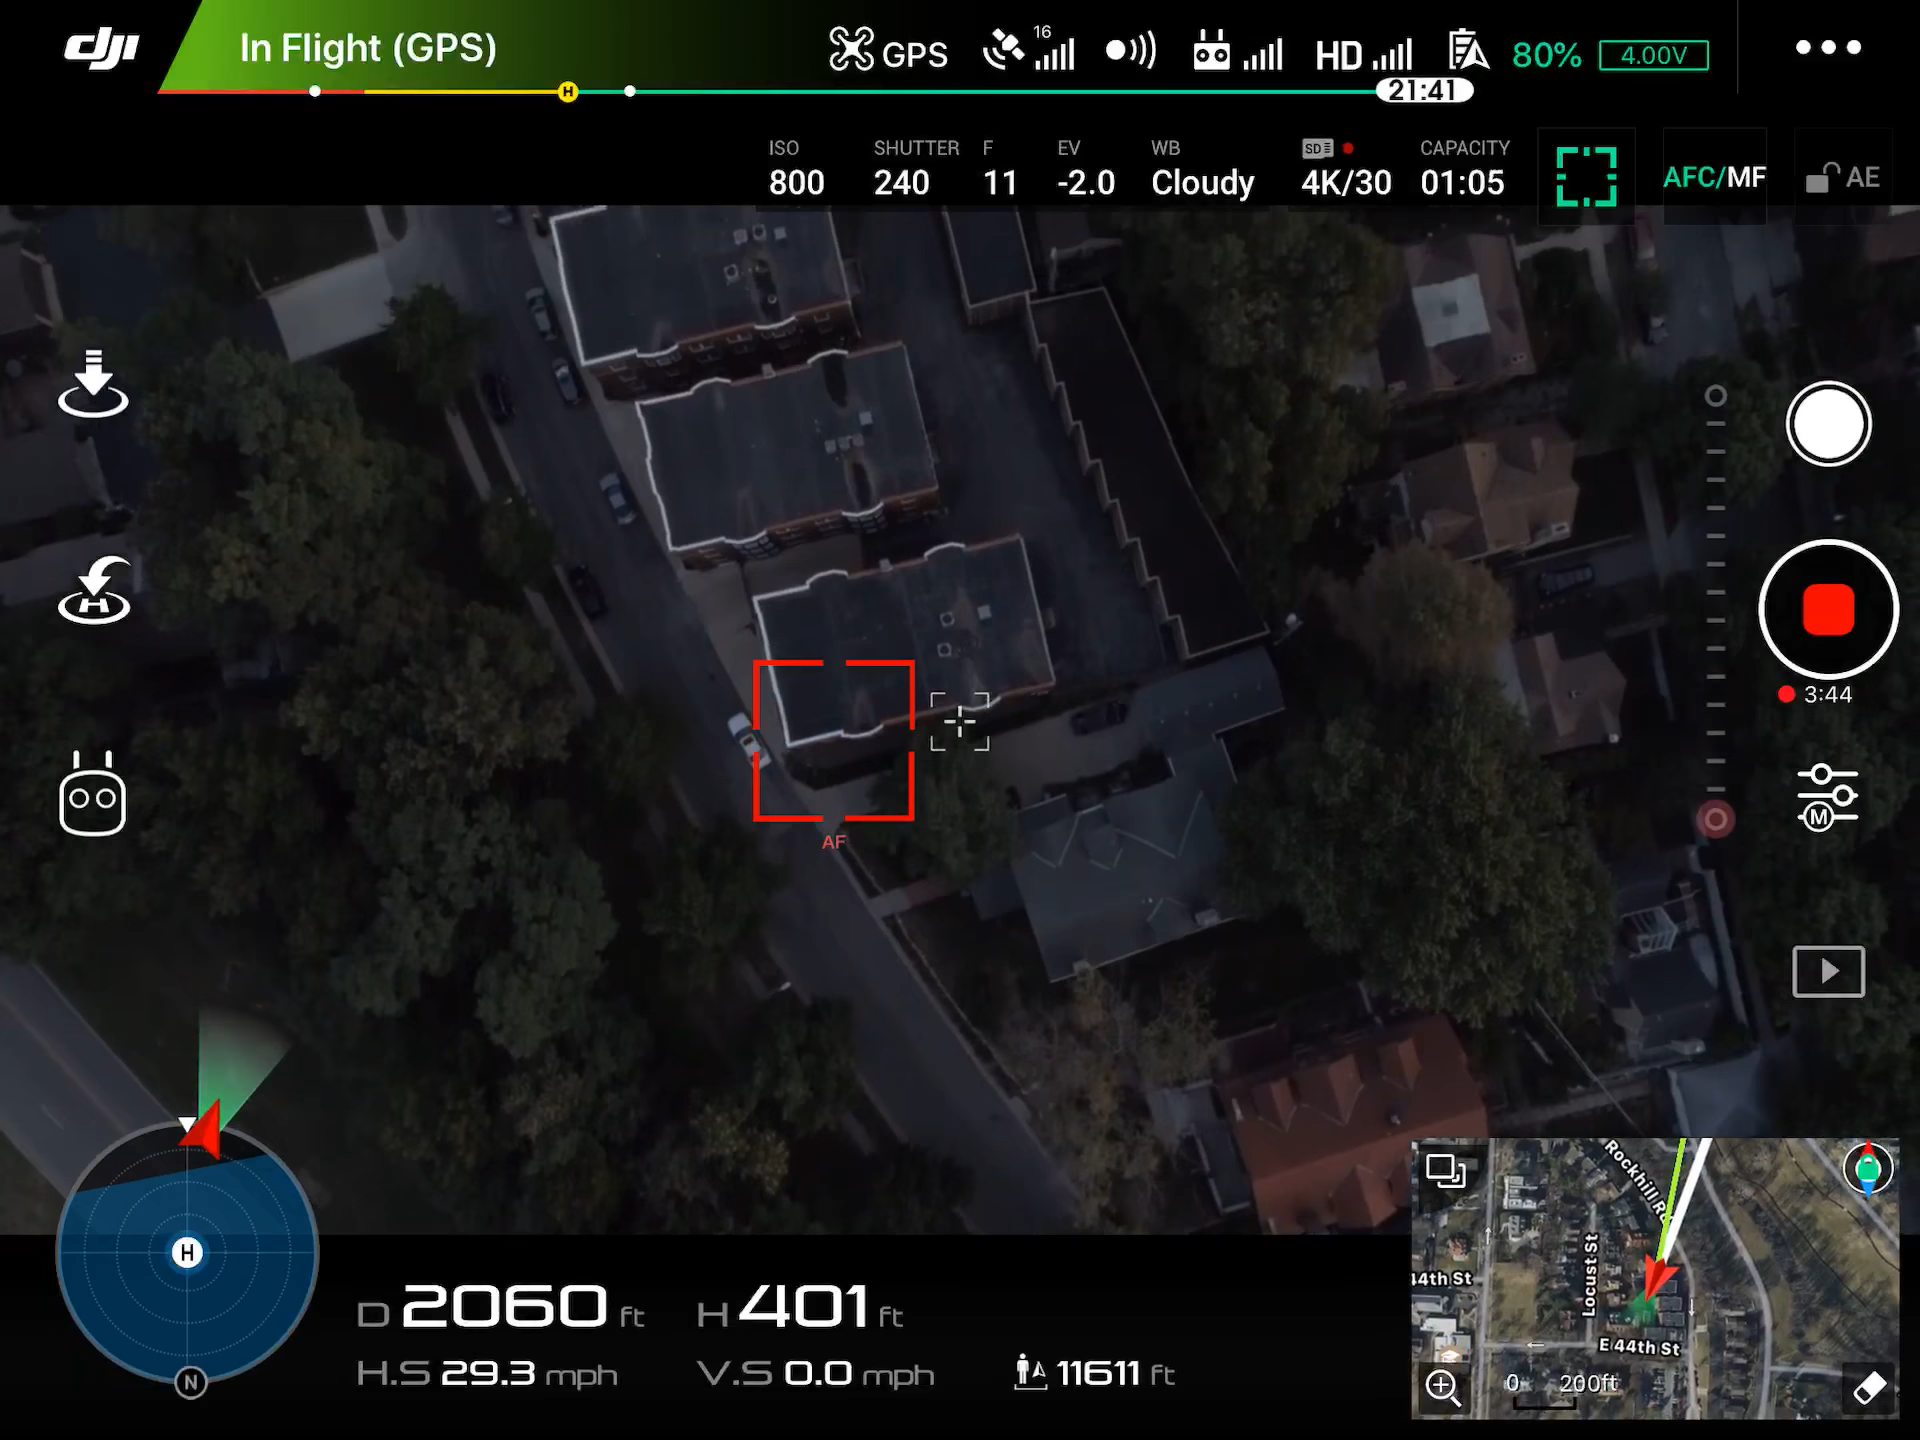 dji
In Flight (GPS)
GPS
16
HD
80%
4.00V
H
21:41
ISO
800
SHUTTER
240
F
11
EV
-2.0
WB
Cloudy
SD
4K/30
CAPACITY
01:05
AFC/MF
AE
H
3:44
M
AF
H
N
D 2060 ft
H 401 ft
H.S 29.3 mph
V.S 0.0 mph
11611 ft
Rockhill Rd
Locust St
44th St
E 44th St
0 200ft